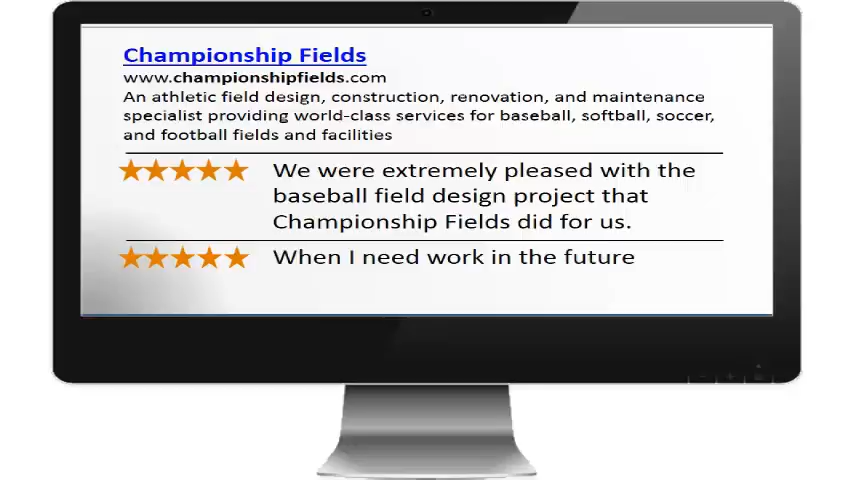 Championship Fields
www.championshipfields.com
An athletic field design, construction, renovation, and maintenance
specialist providing world-class services for baseball, softball, soccer,
and football fields and facilities
We were extremely pleased with the
baseball field design project that
Championship Fields did for us.
When I need work in the future